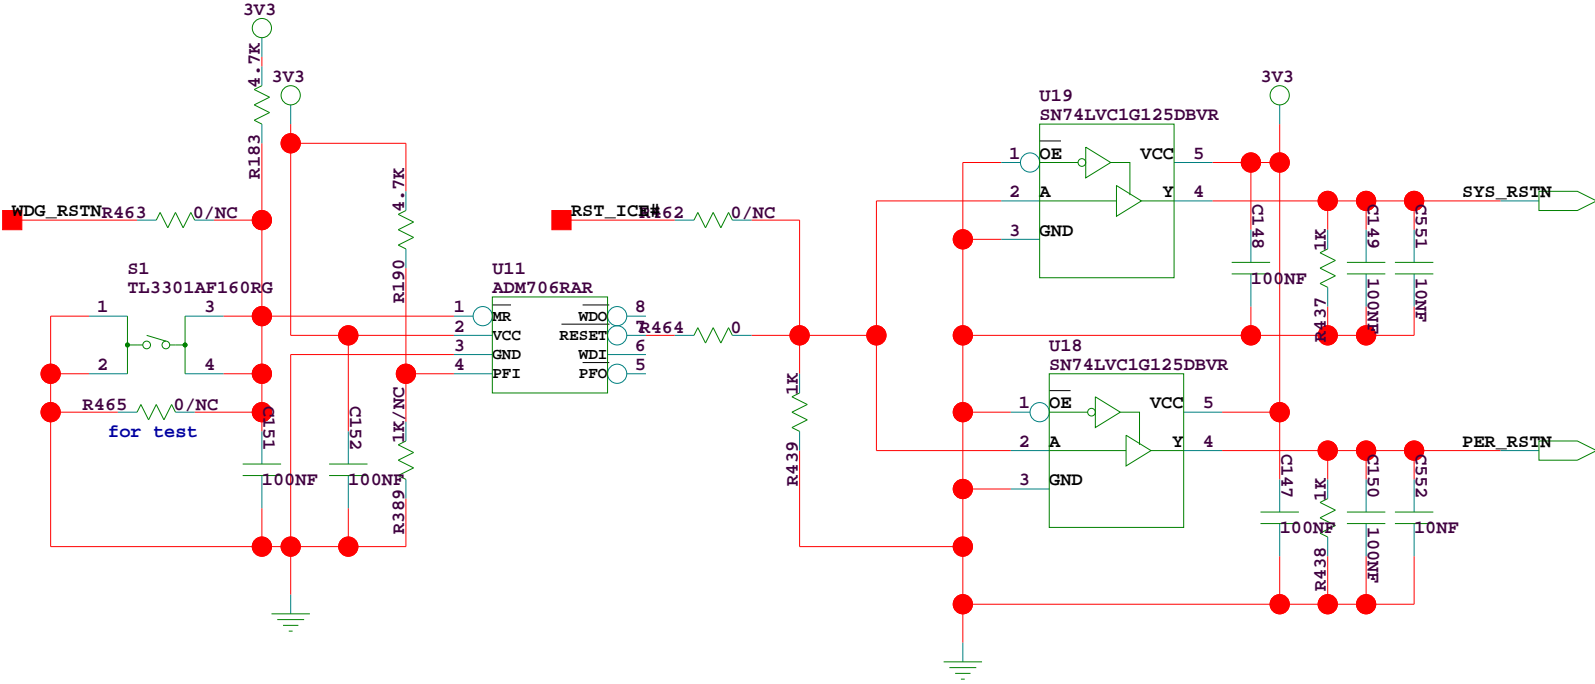 3V3
4.7K
R183
3V3
4.7K
R190
WDG_RSTN
R463
0/NC
S1
TL3301AF160RG
1
3
2
4
R465
0/NC
for test
C151
100NF
C152
100NF
1K/NC
R389
U11
ADM706RAR
1
MR
2
VCC
3
GND
4
PFI
WDO
8
RESET
7
WDI
6
PFO
5
RST_ICE#
R462
0/NC
R464
0
1K
R439
U19
SN74LVC1G125DBVR
1
OE
2
A
3
GND
VCC
5
Y
4
3V3
C148
100NF
1K
R437
C149
100NF
C551
10NF
SYS_RSTN
U18
SN74LVC1G125DBVR
1
OE
2
A
3
GND
VCC
5
Y
4
C147
100NF
1K
R438
C150
100NF
C552
10NF
PER_RSTN